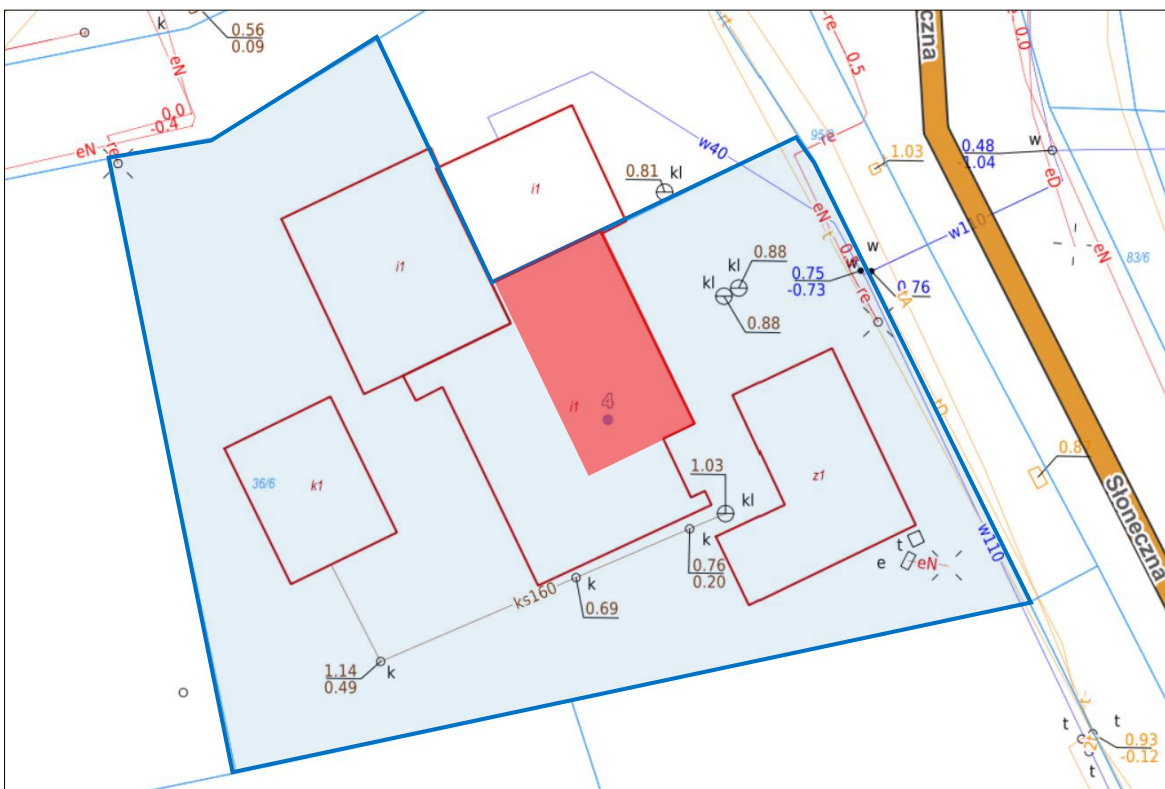 k
0.56
0.09
eN
0.0
-0.4
eN
re
re
0.5
czna
0.0
w40
95/
re
1.03
0.48
-1.04
w
eD
0.81
kl
i1
i1
eN
t
w
w110
eN
83/6
kl
kl
0.88
0.75
-0.73
w
0.76
tA
re
0.88
4
i1
tD
36/6
k1
1.03
kl
z1
0.8
Słoneczna
k
0.76
0.20
t
e
eN
w110
ks160
k
0.69
1.14
0.49
k
t
0.93
-0.12
t